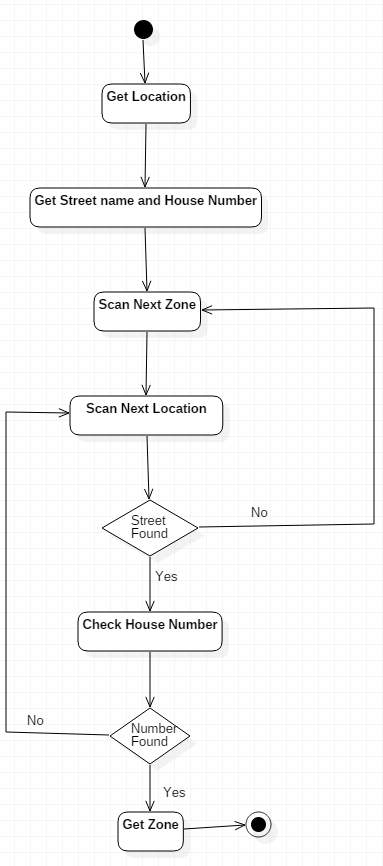 Get Location
Get Street name and House Number
Scan Next Zone
Scan Next Location
Street
Found
No
Yes
Check House Number
Number
Found
No
Yes
Get Zone